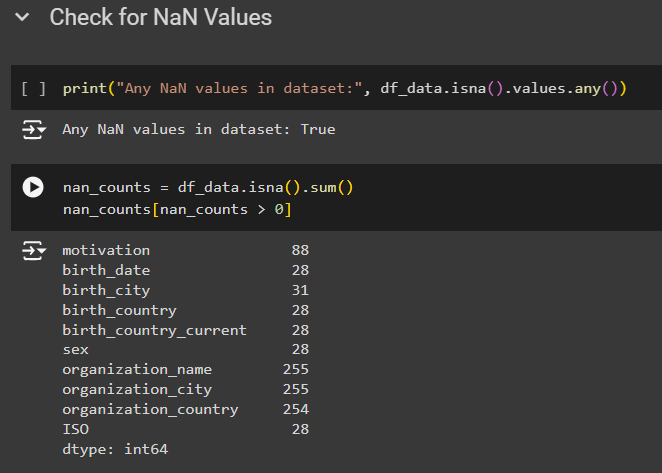 Check for NaN Values
[ ] print("Any NaN values in dataset:", df_data.isna().values.any())
Any NaN values in dataset: True
nan_counts = df_data.isna().sum()
nan_counts[nan_counts > 0]
motivation 88
birth_date 28
birth_city 31
birth_country 28
birth_country_current 28
sex 28
organization_name 255
organization_city 255
organization_country 254
ISO 28
dtype: int64